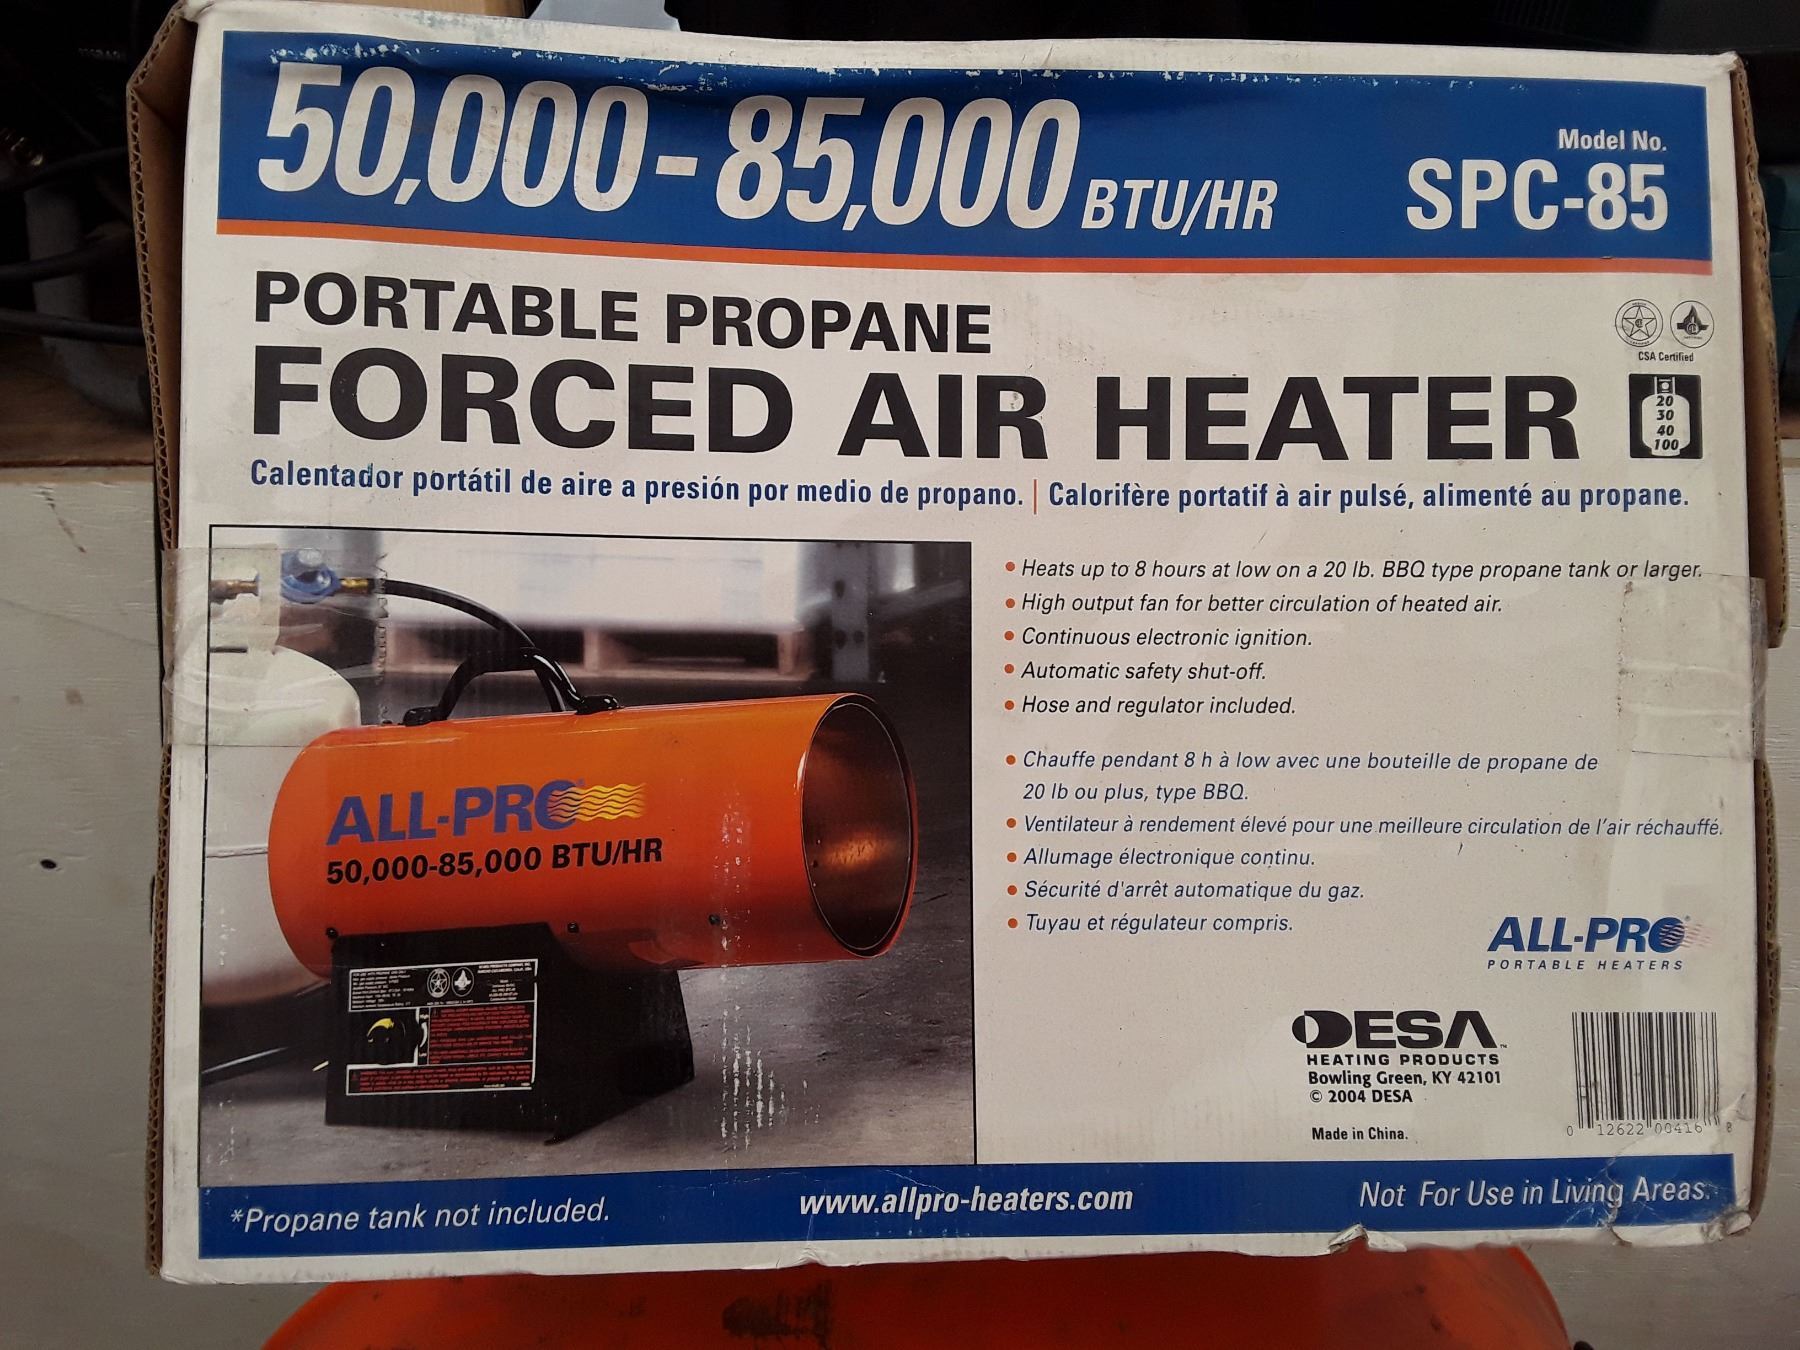 50,000-85,000 BTU/HR
Model No.
SPC-85
PORTABLE PROPANE
FORCED AIR HEATER
CSA Certified
20
30
40
100
Calentador portátil de aire a presión por medio de propano. | Calorifère portatif à air pulsé, alimenté au propane.
• Heats up to 8 hours at low on a 20 lb. BBQ type propane tank or larger.
• High output fan for better circulation of heated air.
• Continuous electronic ignition.
• Automatic safety shut-off.
• Hose and regulator included.
• Chauffe pendant 8 h à low avec une bouteille de propane de
20 lb ou plus, type BBQ.
• Ventilateur à rendement élevé pour une meilleure circulation de l'air réchauffé.
• Allumage électronique continu.
• Sécurité d'arrêt automatique du gaz.
• Tuyau et régulateur compris.
ALL-PRO
50,000-85,000 BTU/HR
ALL-PRO
PORTABLE HEATERS
DESA™
HEATING PRODUCTS
Bowling Green, KY 42101
© 2004 DESA
Made in China.
0 12622 00416 8
*Propane tank not included.
www.allpro-heaters.com
Not For Use in Living Areas.